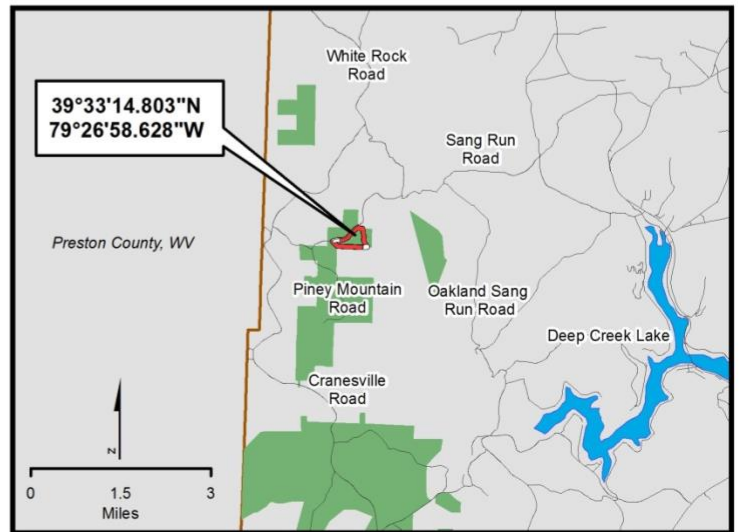 White Rock
Road
39°33'14.803"N
79°26'58.628"W
Sang Run
Road
Preston County, WV
Piney Mountain
Road
Oakland Sang
Run Road
Deep Creek Lake
Cranesville
Road
N
0 1.5 3
Miles